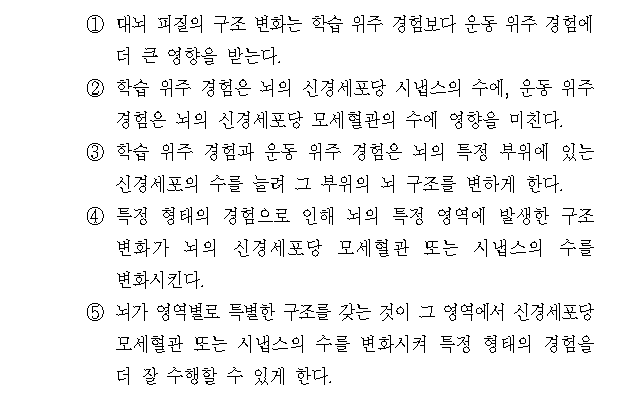 ① 대뇌 피질의 구조 변화는 학습 위주 경험보다 운동 위주 경험에
더 큰 영향을 받는다.
② 학습 위주 경험은 뇌의 신경세포당 시냅스의 수에, 운동 위주
경험은 뇌의 신경세포당 모세혈관의 수에 영향을 미친다.
③ 학습 위주 경험과 운동 위주 경험은 뇌의 특정 부위에 있는
신경세포의 수를 늘려 그 부위의 뇌 구조를 변하게 한다.
④ 특정 형태의 경험으로 인해 뇌의 특정 영역에 발생한 구조
변화가 뇌의 신경세포당 모세혈관 또는 시냅스의 수를
변화시킨다.
⑤ 뇌가 영역별로 특별한 구조를 갖는 것이 그 영역에서 신경세포당
모세혈관 또는 시냅스의 수를 변화시켜 특정 형태의 경험을
더 잘 수행할 수 있게 한다.